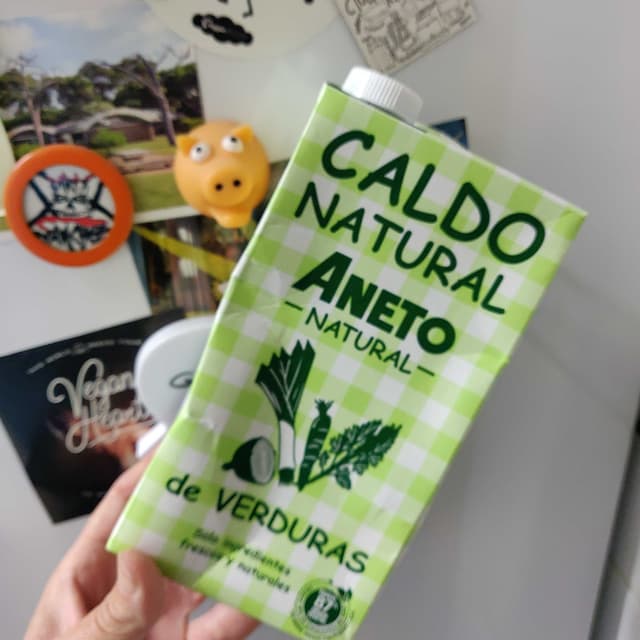 CALDO
NATURAL
ANETO
NATURAL
de VERDURAS
Solo ingredientes
frescos y naturales
Vegan